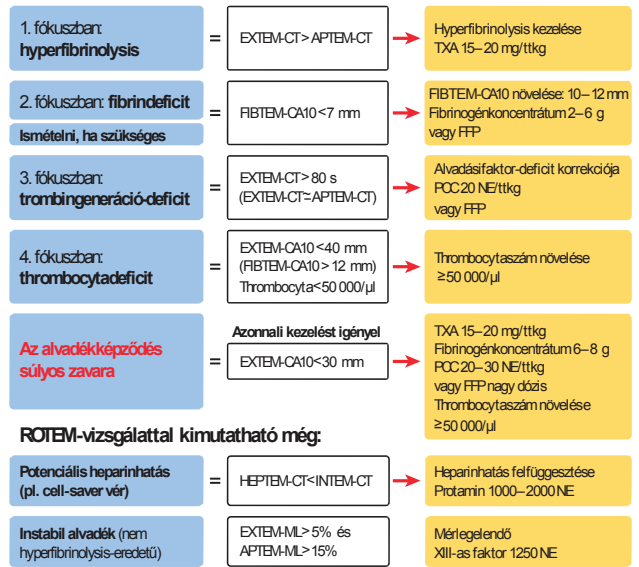 1. fókuszban:
hyperfibrinolysis
=
EXTEM-CT>APTEM-CT
Hyperfibrinolysis kezelése
TXA 15–20 mg/ttkg
2. fókuszban: fibrindeficit
Ismételni, ha szükséges
=
FIBTEM-CA10<7 mm
FIBTEM-CA10 növelése: 10–12 mm
Fibrinogénkoncentrátum 2–6 g
vagy FFP
3. fókuszban:
trombingeneráció-deficit
=
EXTEM-CT>80 s
(EXTEM-CT≃APTEM-CT)
Alvadásifaktor-deficit korrekciója
PCC 20 NE/ttkg
vagy FFP
4. fókuszban:
thrombocytadeficit
=
EXTEM-CA10<40 mm
(FIBTEM-CA10>12 mm)
Thrombocyta<50 000/µl
Thrombocytaszám növelése
≥50 000/µl
Az alvadékképződés
súlyos zavara
=
Azonnali kezelést igényel
EXTEM-CA10<30 mm
TXA 15–20 mg/ttkg
Fibrinogénkoncentrátum 6–8 g
PCC 20–30 NE/ttkg
vagy FFP nagy dózis
Thrombocytaszám növelése
≥50 000/µl
ROTEM-vizsgálattal kimutatható még:
Potenciális heparinhatás
(pl. cell-saver vér)
=
HEPTEM-CT<INTEM-CT
Heparinhatás felfüggesztése
Protamin 1000–2000 NE
Instabil alvadék (nem
hyperfibrinolysis-eredetű)
EXTEM-ML>5% és
APTEM-ML>15%
Mérlegelendő
XIII-as faktor 1250 NE